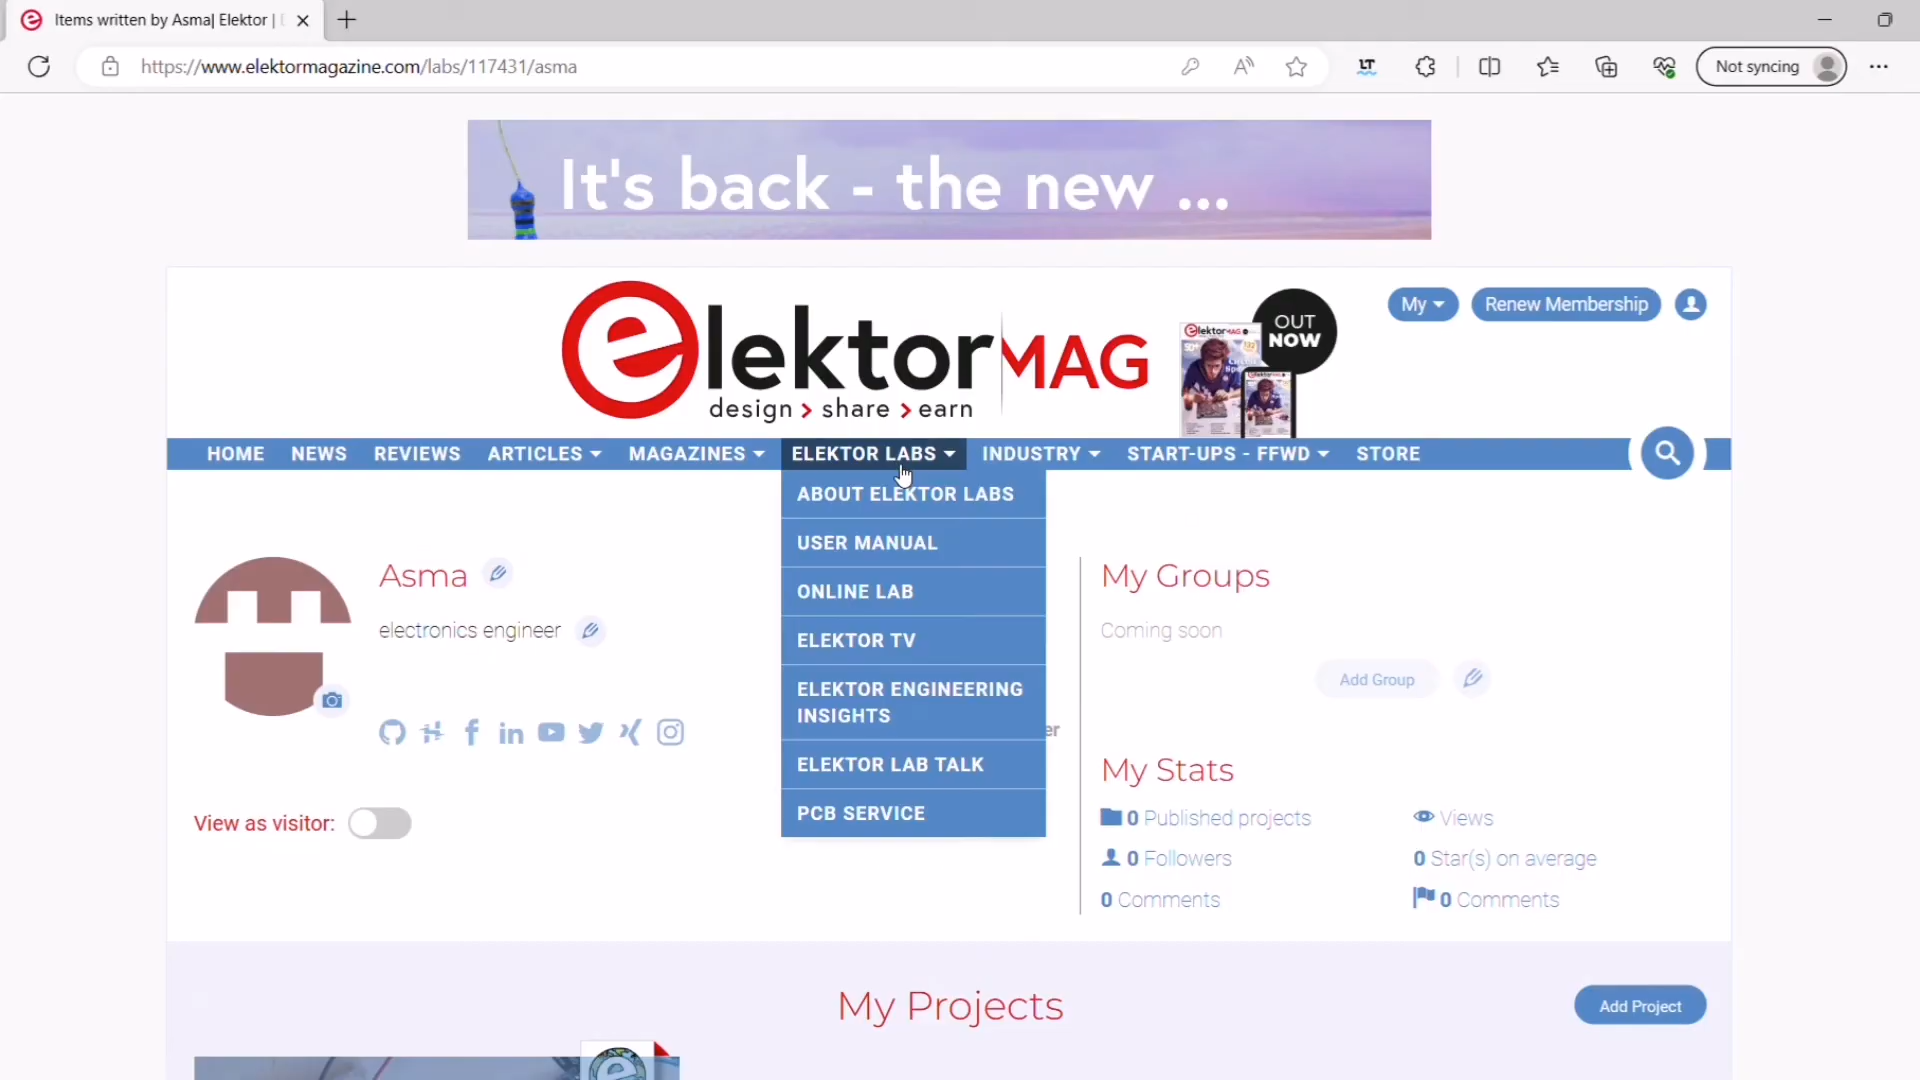 Items written by Asma| Elektor |
https://www.elektormagazine.com/labs/117431/asma
Not syncing
It's back - the new ...
elektor MAG
design > share > earn
OUT
NOW
My
Renew Membership
HOME NEWS REVIEWS ARTICLES MAGAZINES ELEKTOR LABS INDUSTRY START-UPS - FFWD STORE
ABOUT ELEKTOR LABS
USER MANUAL
ONLINE LAB
ELEKTOR TV
ELEKTOR ENGINEERING
INSIGHTS
ELEKTOR LAB TALK
PCB SERVICE
Asma
electronics engineer
er
View as visitor:
My Groups
Coming soon
Add Group
My Stats
0 Published projects
Views
0 Followers
0 Star(s) on average
0 Comments
0 Comments
My Projects
Add Project